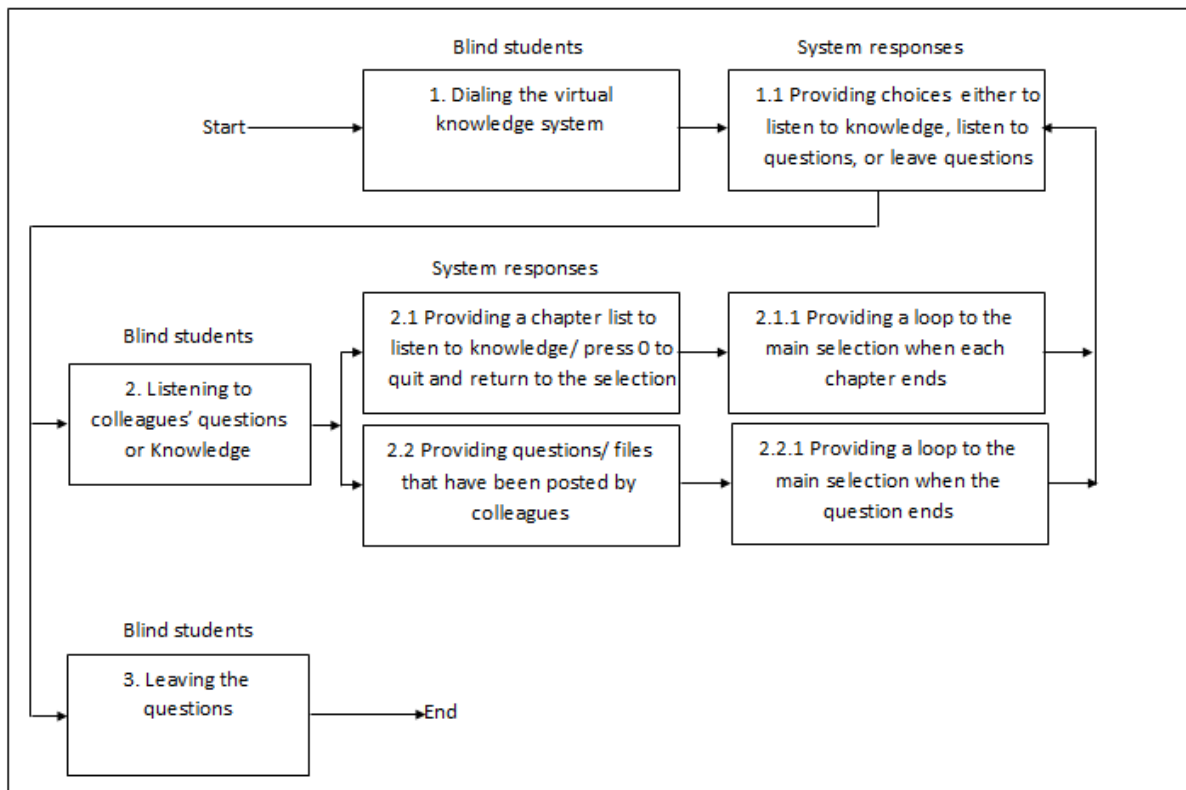 Blind students
System responses
Start
1. Dialing the virtual
knowledge system
1.1 Providing choices either to
listen to knowledge, listen to
questions, or leave questions
System responses
Blind students
2. Listening to
colleagues’ questions
or Knowledge
2.1 Providing a chapter list to
listen to knowledge/ press 0 to
quit and return to the selection
2.1.1 Providing a loop to the
main selection when each
chapter ends
2.2 Providing questions/ files
that have been posted by
colleagues
2.2.1 Providing a loop to the
main selection when the
question ends
Blind students
3. Leaving the
questions
End